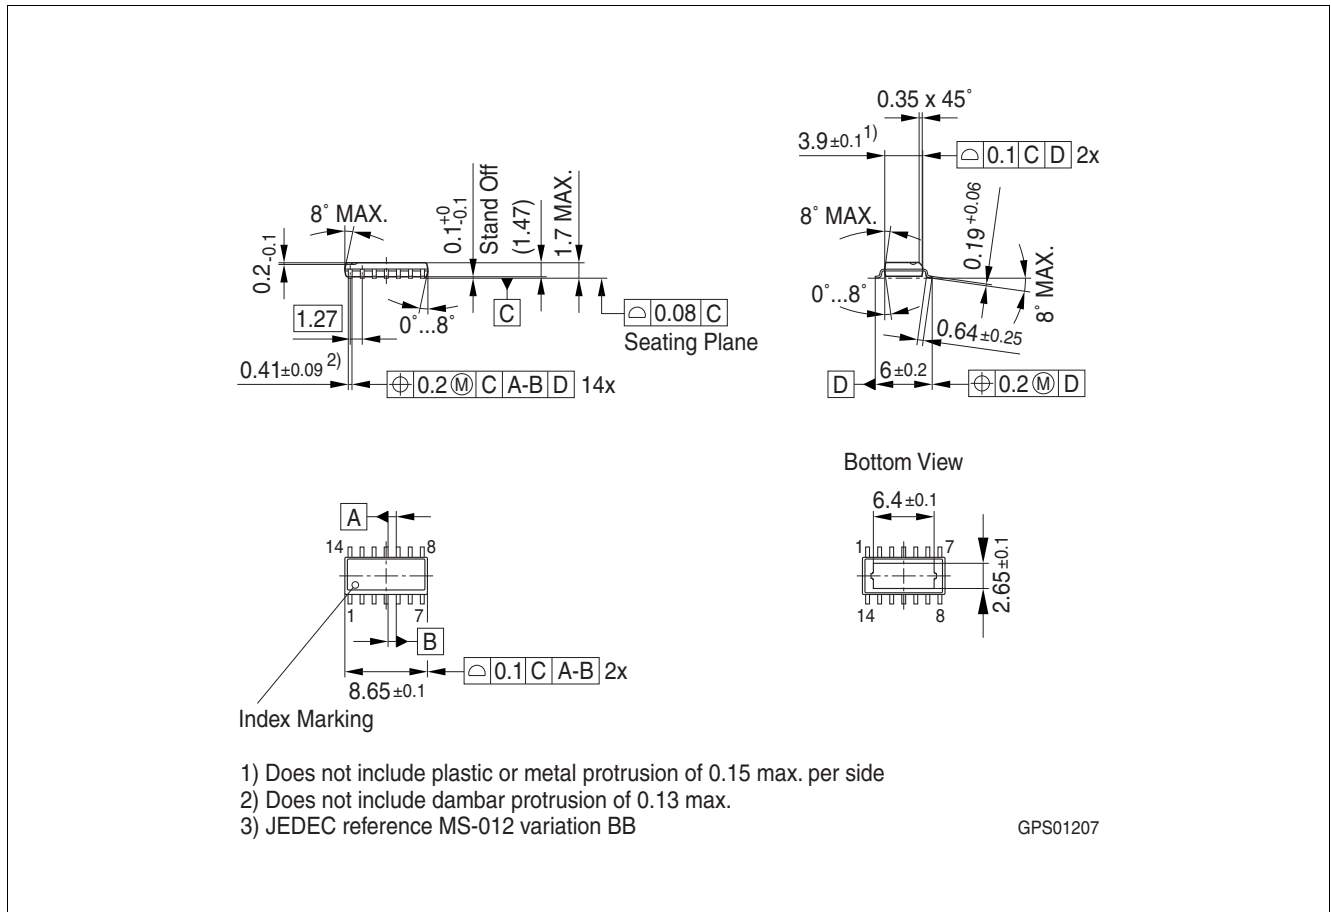 8° MAX.
0.2 -0.1
0.1 +0 -0.1
Stand Off
(1.47)
1.7 MAX.
1.27
0°...8°
C
⌓ 0.08 C
Seating Plane
0.41 ±0.09 2)
⌖ 0.2 Ⓜ C A-B D 14x
0.35 x 45°
3.9 ±0.1 1)
⌓ 0.1 C D 2x
8° MAX.
0.19 +0.06
8° MAX.
0°...8°
0.64 ±0.25
D
6 ±0.2
⌖ 0.2 Ⓜ D
A
14 8
1 7
B
⌓ 0.1 C A-B 2x
8.65 ±0.1
Index Marking
Bottom View
6.4 ±0.1
1 7
2.65 ±0.1
14 8
1) Does not include plastic or metal protrusion of 0.15 max. per side
2) Does not include dambar protrusion of 0.13 max.
3) JEDEC reference MS-012 variation BB
GPS01207